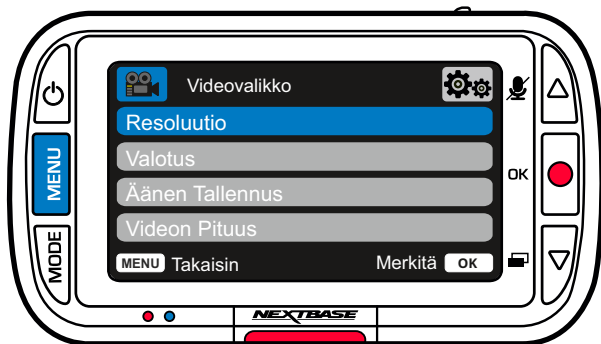 Videovalikko
Resoluutio
MENU
Valotus
OK
Äänen Tallennus
Videon Pituus
MODE
MENU Takaisin Merkitä OK
NEXTBASE